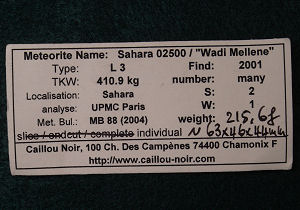 Meteorite Name: Sahara 02500 / "Wadi Mellene"
Type: L 3 Find: 2001
TKW: 410.9 kg number: many
Localisation: Sahara S: 2
analyse: UPMC Paris W: 1
Met. Bul.: MB 88 (2004) weight: 215,6g
slice / endcut / complete individual ~ 63x46x44mm
Caillou Noir, 100 Ch. Des Campènes 74400 Chamonix F
http://www.caillou-noir.com